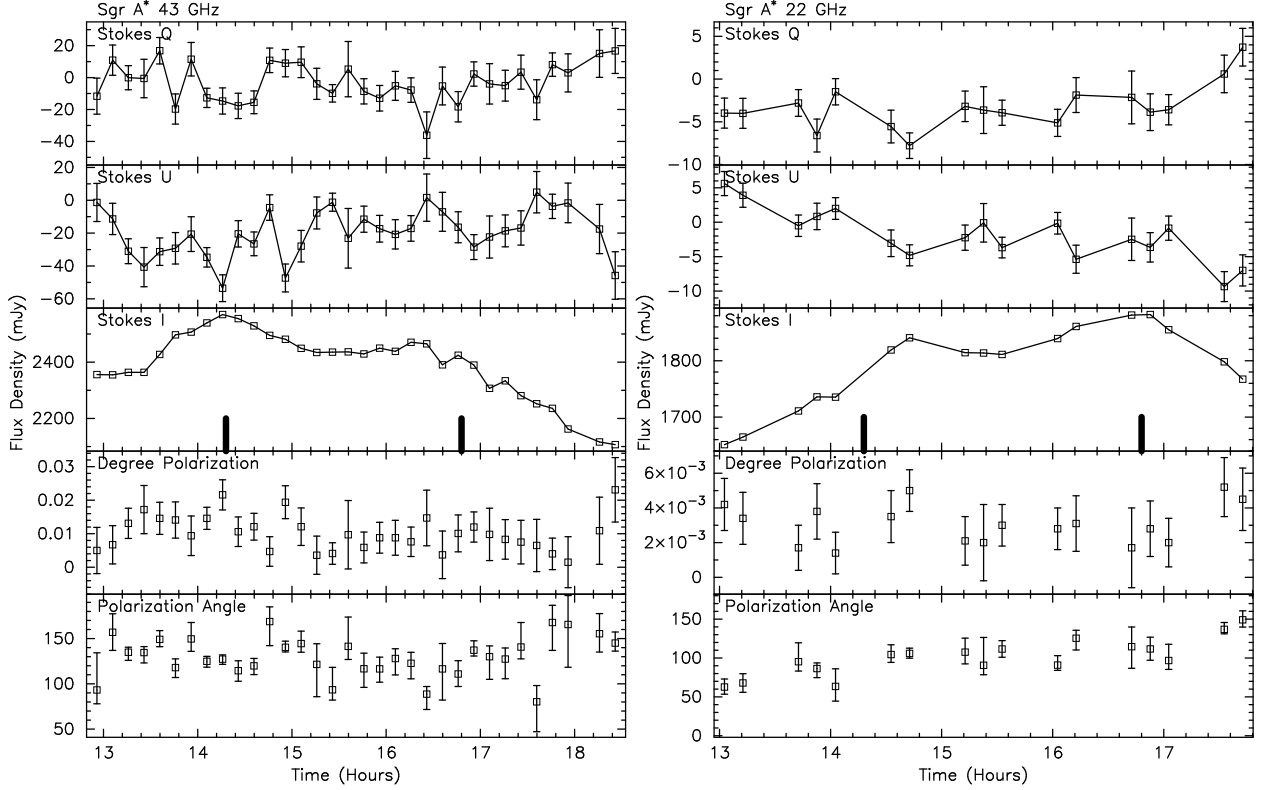 Sgr A* 43 GHz
Stokes Q
20
0
−20
−40
Stokes U
20
0
−20
−40
−60
Stokes I
2400
2200
Flux Density (mJy)
Degree Polarization
0.03
0.02
0.01
0
Polarization Angle
150
100
50
13 14 15 16 17 18
Time (Hours)
Sgr A* 22 GHz
Stokes Q
5
0
−5
−10
Stokes U
5
0
−5
−10
Stokes I
1800
1700
Flux Density (mJy)
Degree Polarization
6×10⁻³
4×10⁻³
2×10⁻³
0
Polarization Angle
150
100
50
0
13 14 15 16 17
Time (Hours)